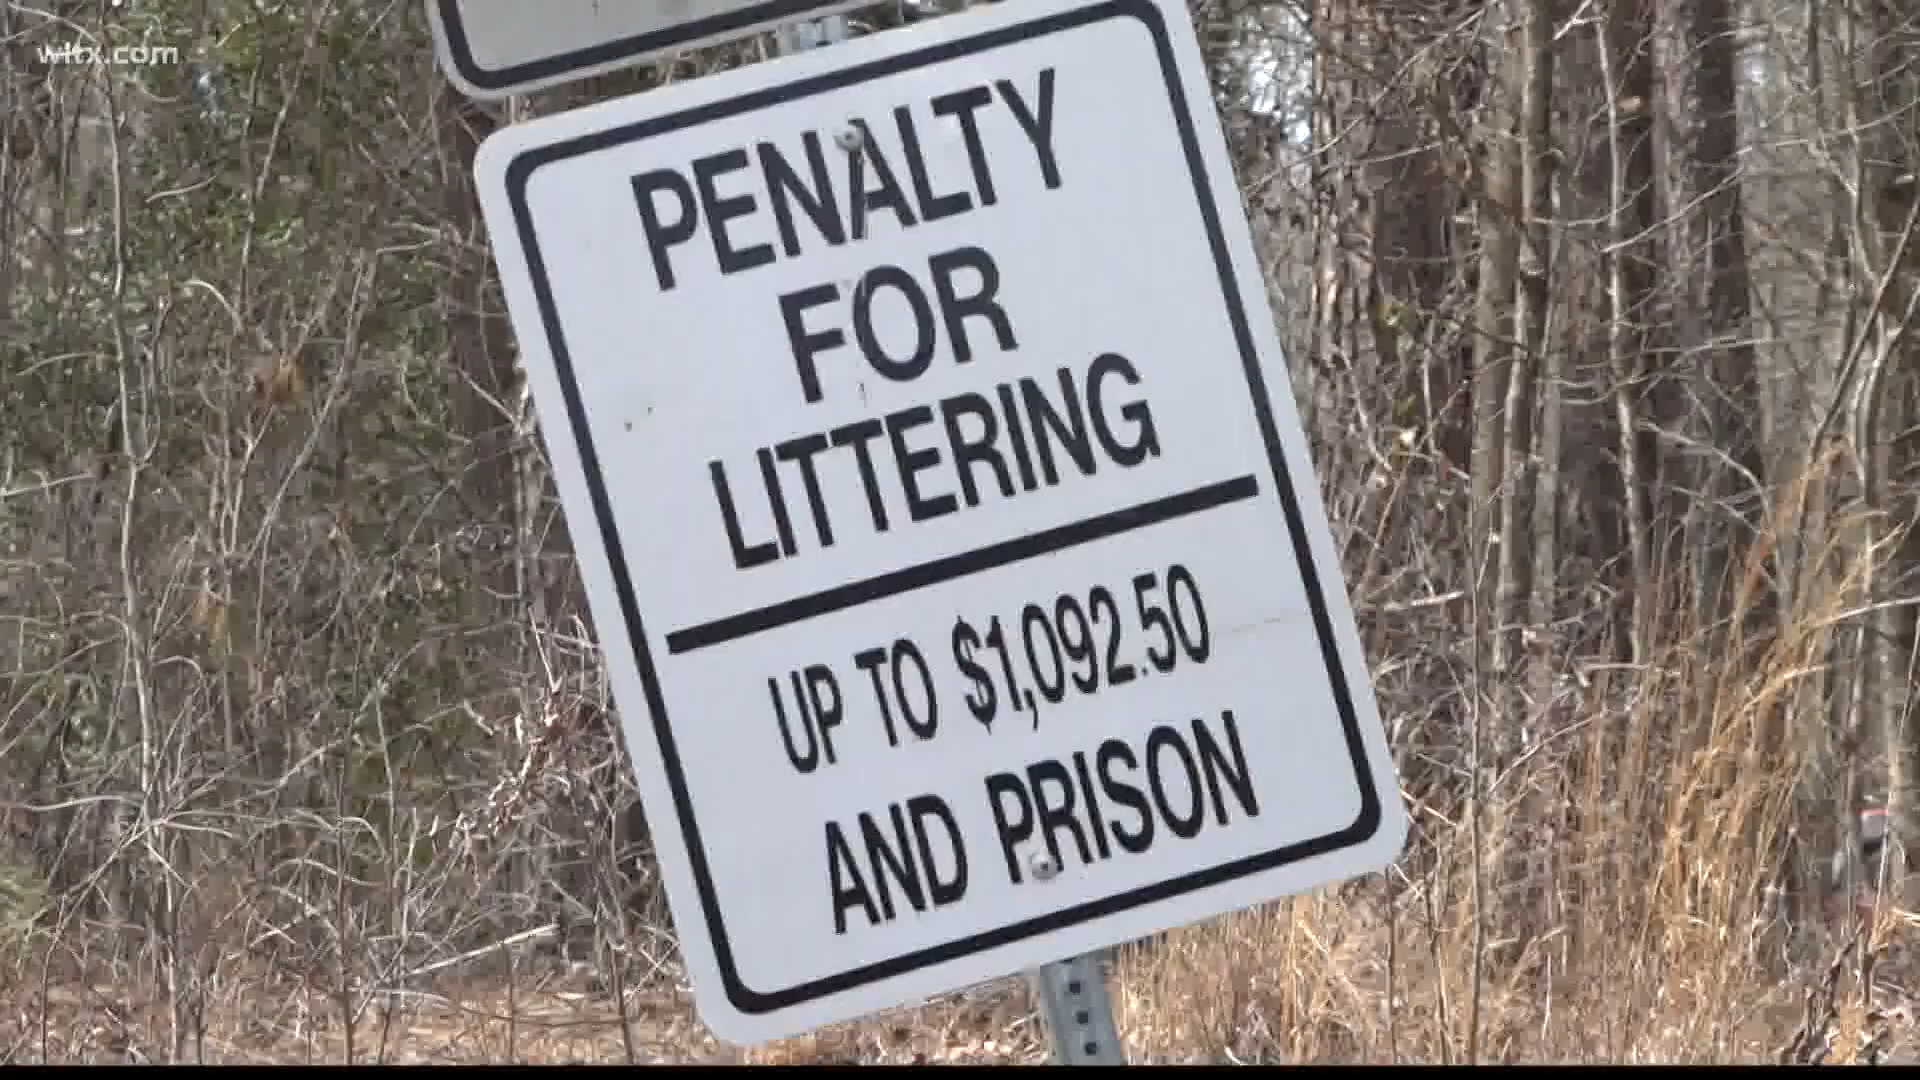 wltx.com
PENALTY
FOR
LITTERING
UP TO $1,092.50
AND PRISON